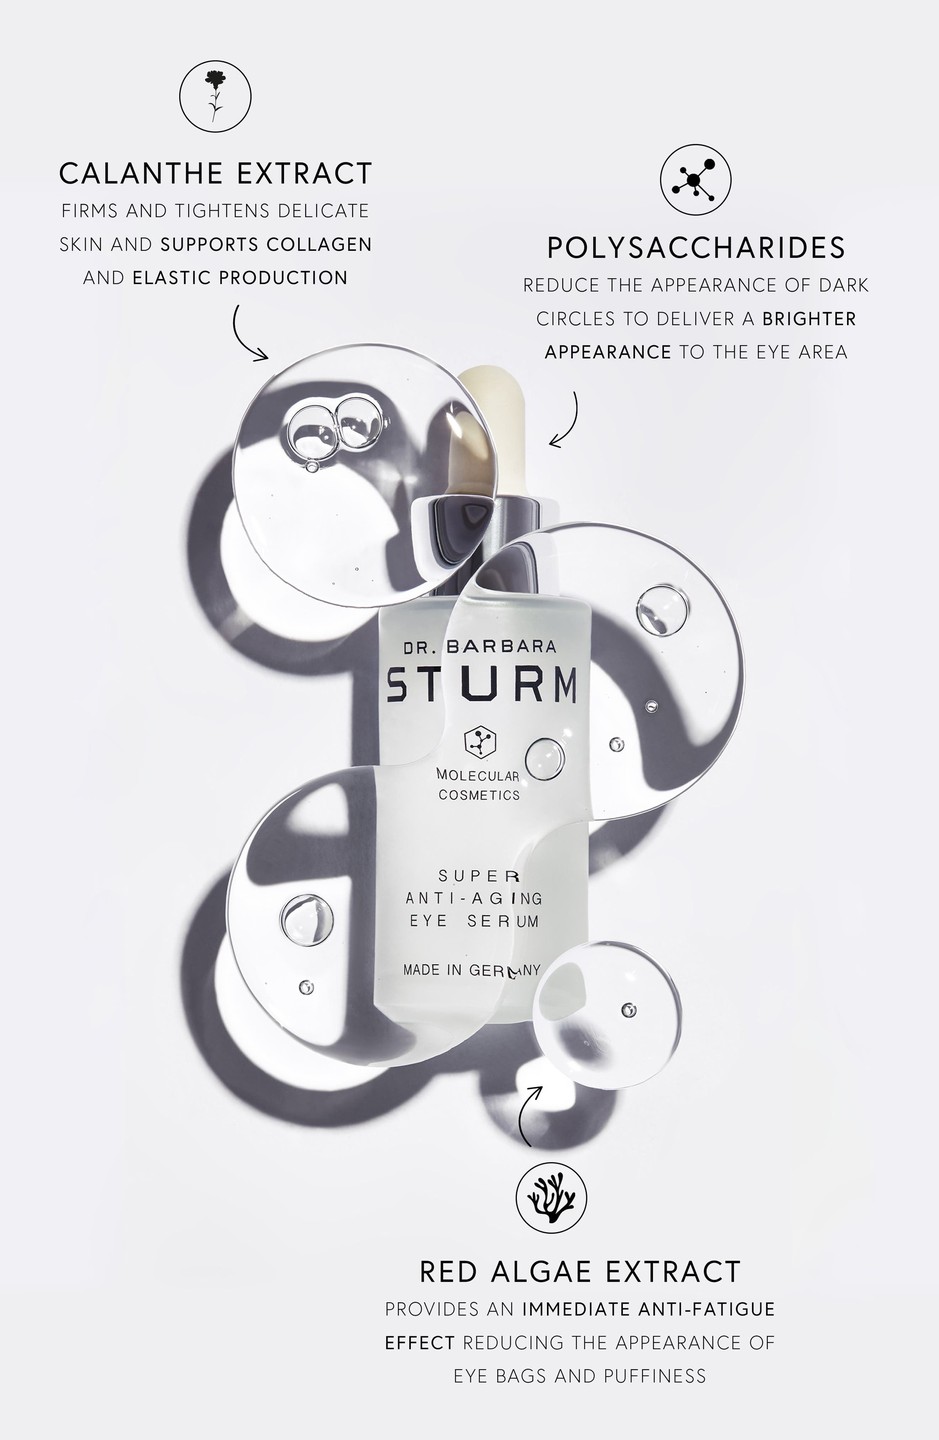 CALANTHE EXTRACT
FIRMS AND TIGHTENS DELICATE
SKIN AND SUPPORTS COLLAGEN
AND ELASTIC PRODUCTION
POLYSACCHARIDES
REDUCE THE APPEARANCE OF DARK
CIRCLES TO DELIVER A BRIGHTER
APPEARANCE TO THE EYE AREA
DR. BARBARA
STURM
MOLECULAR
COSMETICS
SUPER
ANTI-AGING
EYE SERUM
MADE IN GERMANY
RED ALGAE EXTRACT
PROVIDES AN IMMEDIATE ANTI-FATIGUE
EFFECT REDUCING THE APPEARANCE OF
EYE BAGS AND PUFFINESS